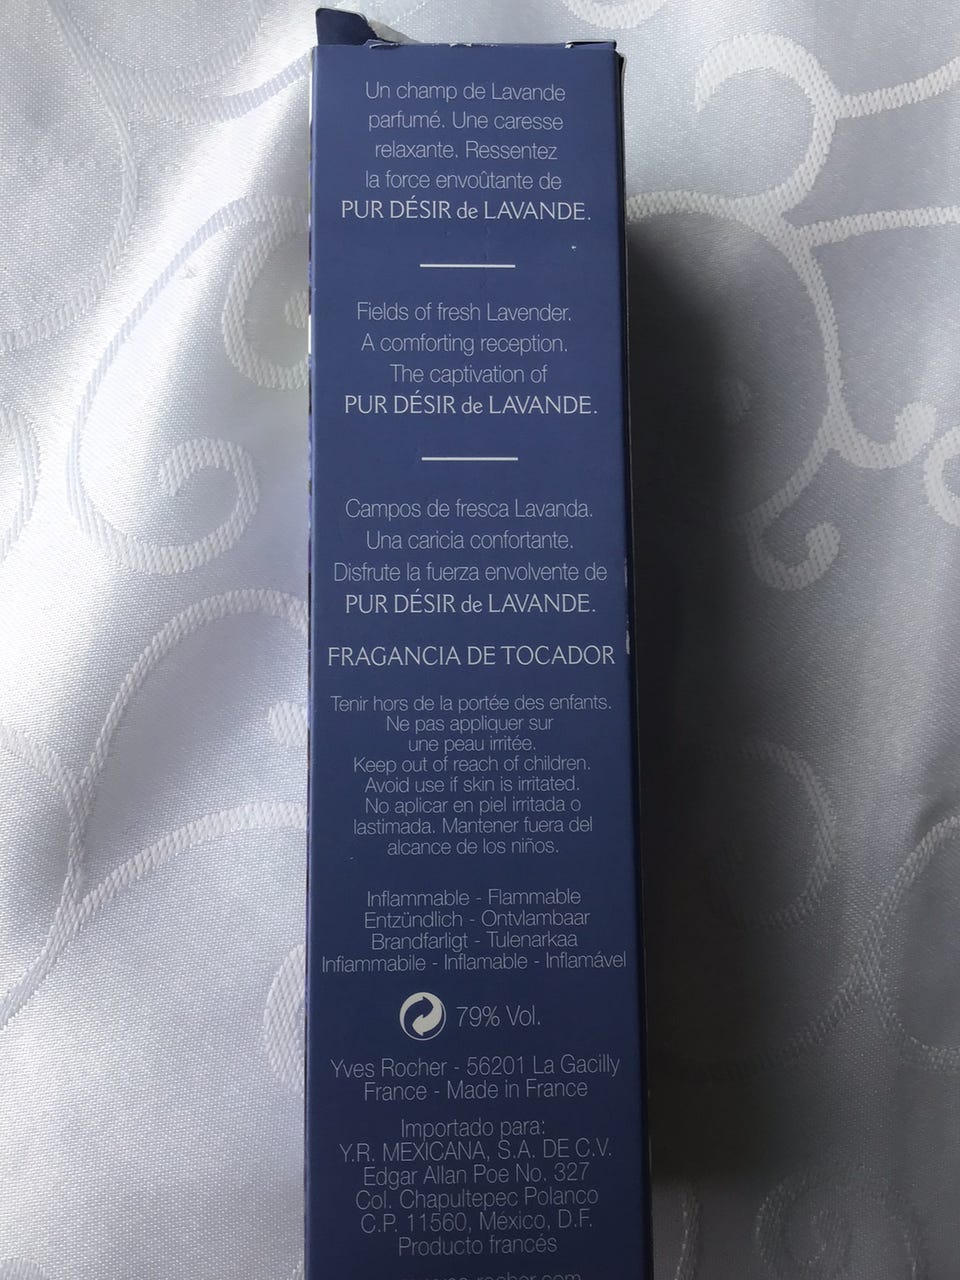 Un champ de Lavande
parfumé. Une caresse
relaxante. Ressentez
la force envoûtante de
PUR DÉSIR de LAVANDE.
Fields of fresh Lavender.
A comforting reception.
The captivation of
PUR DÉSIR de LAVANDE.
Campos de fresca Lavanda.
Una caricia confortante.
Disfrute la fuerza envolvente de
PUR DÉSIR de LAVANDE.
FRAGANCIA DE TOCADOR
Tenir hors de la portée des enfants.
Ne pas appliquer sur
une peau irritée.
Keep out of reach of children.
Avoid use if skin is irritated.
No aplicar en piel irritada o
lastimada. Mantener fuera del
alcance de los niños.
Inflammable - Flammable
Entzündlich - Ontvlambaar
Brandfarligt - Tulenarkaa
Infiammabile - Inflamable - Inflamável
79% Vol.
Yves Rocher - 56201 La Gacilly
France - Made in France
Importado para:
Y.R. MEXICANA, S.A. DE C.V.
Edgar Allan Poe No. 327
Col. Chapultepec Polanco
C.P. 11560, México, D.F.
Producto francés